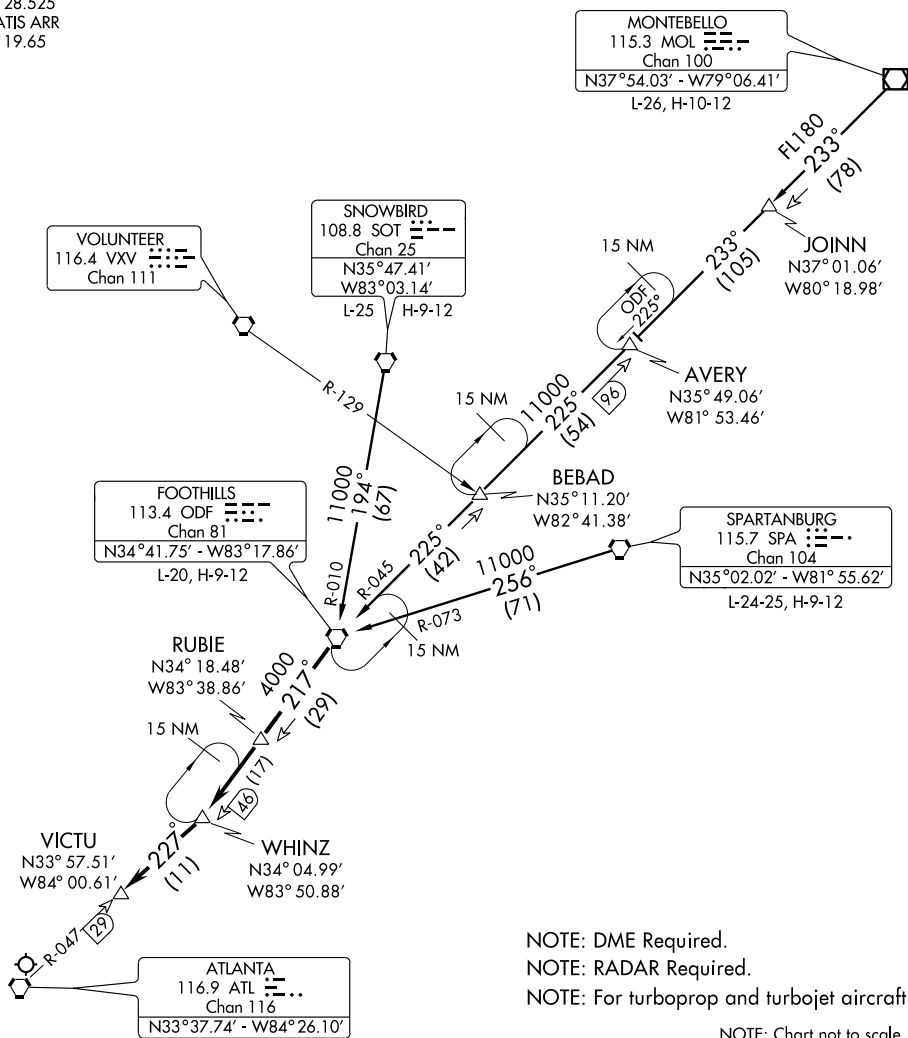 28.525
ATIS ARR
19.65
MONTEBELLO
115.3 MOL
Chan 100
N37°54.03′ - W79°06.41′
L-26, H-10-12
FL180
233°
(78)
JOINN
N37°01.06′
W80°18.98′
233°
(105)
SNOWBIRD
108.8 SOT
Chan 25
N35°47.41′
W83°03.14′
L-25 H-9-12
VOLUNTEER
116.4 VXV
Chan 111
15 NM
ODF
225°
AVERY
N35°49.06′
W81°53.46′
R-129
15 NM
11000
225°
(54)
96
BEBAD
N35°11.20′
W82°41.38′
11000
194°
(67)
R-010
FOOTHILLS
113.4 ODF
Chan 81
N34°41.75′ - W83°17.86′
L-20, H-9-12
225°
(42)
R-045
SPARTANBURG
115.7 SPA
Chan 104
N35°02.02′ - W81°55.62′
L-24-25, H-9-12
11000
256°
(71)
R-073
15 NM
RUBIE
N34°18.48′
W83°38.86′
4000
217°
(29)
15 NM
(17)
46
WHINZ
N34°04.99′
W83°50.88′
VICTU
N33°57.51′
W84°00.61′
227°
(11)
R-047
29
ATLANTA
116.9 ATL
Chan 116
N33°37.74′ - W84°26.10′
NOTE: DME Required.
NOTE: RADAR Required.
NOTE: For turboprop and turbojet aircraft
NOTE: Chart not to scale